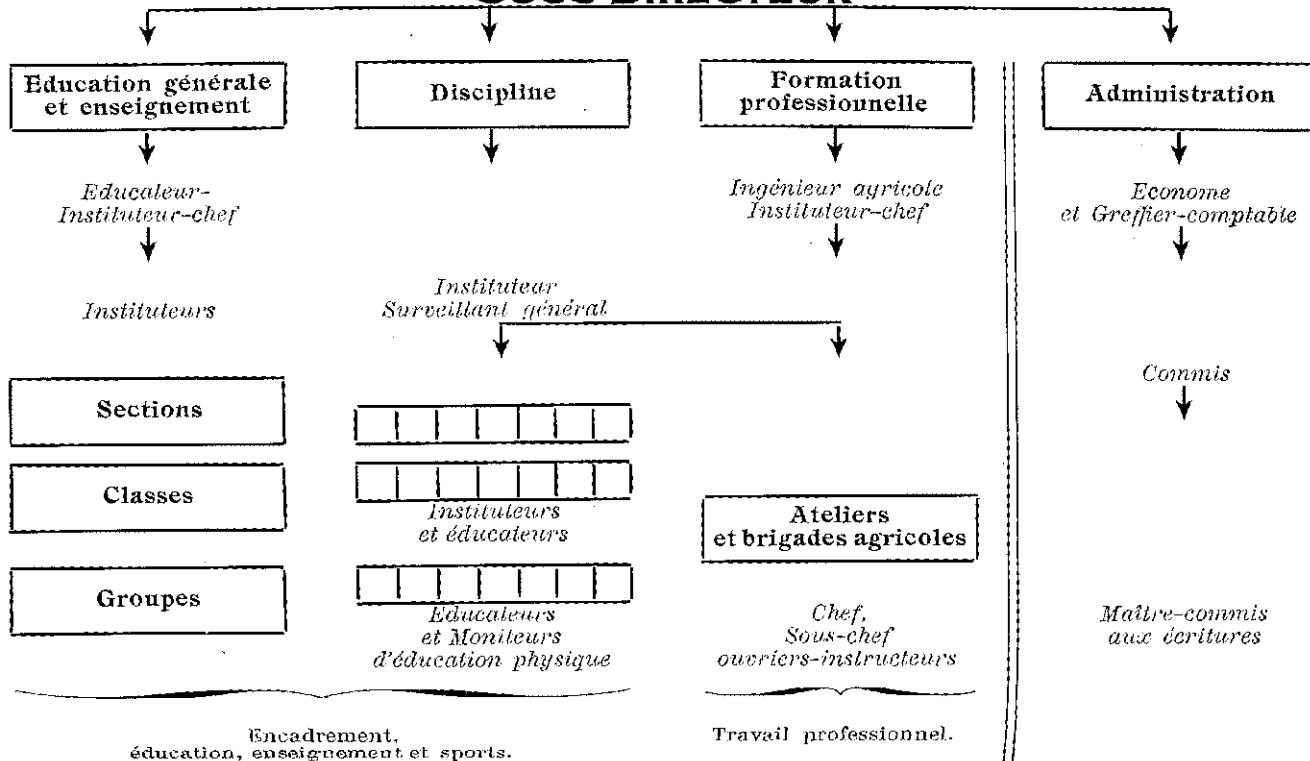 Education générale
et enseignement
Discipline
Formation
professionnelle
Administration
Educateur-
Instituteur-chef
Ingénieur agricole
Instituteur-chef
Econome
et Greffier-comptable
Instituteurs
Instituteur
Surveillant général
Commis
Sections
Classes
Instituteurs
et éducateurs
Ateliers
et brigades agricoles
Groupes
Educateurs
et Moniteurs
d'éducation physique
Chef,
Sous-chef
ouvriers-instructeurs
Maître-commis
aux écritures
Encadrement,
éducation, enseignement et sports.
Travail professionnel.